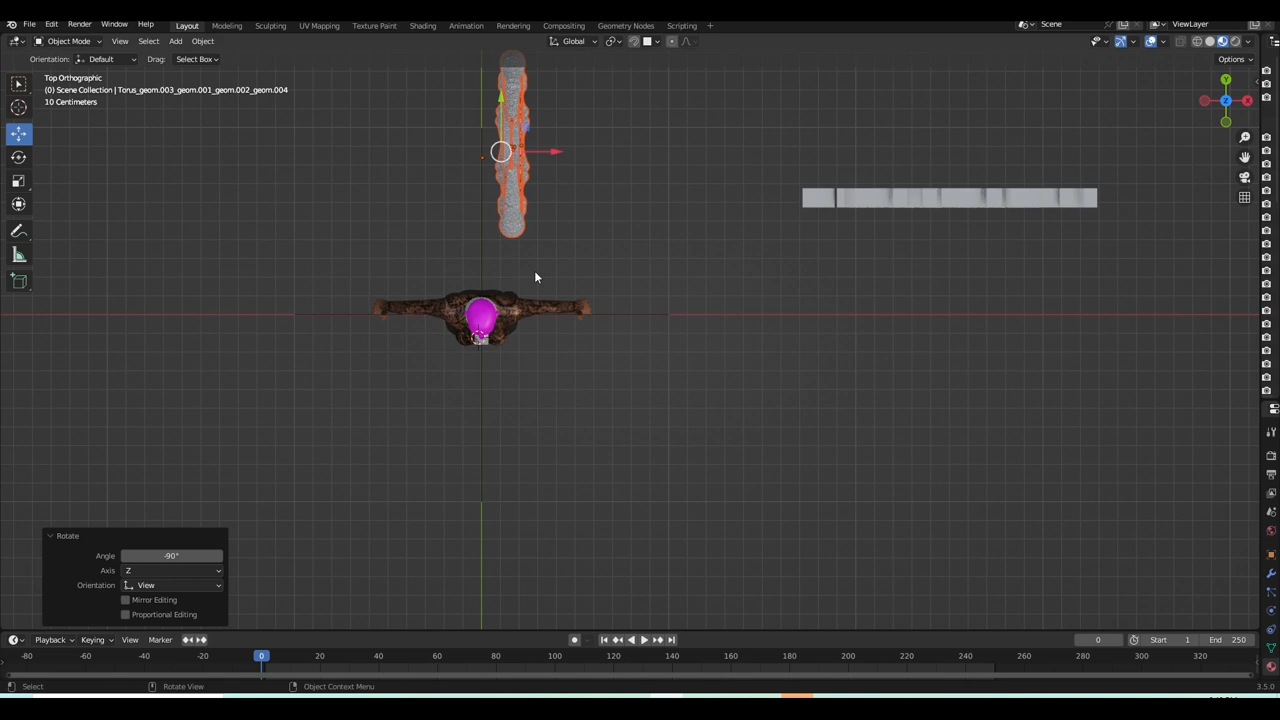 File Edit Render Window Help Layout Modeling Sculpting UV Mapping Texture Paint Shading Animation Rendering Compositing Geometry Nodes Scripting + Scene ViewLayer
Object Mode View Select Add Object Global
Orientation: Default Drag: Select Box Options
Top Orthographic
(0) Scene Collection | Torus_geom.003_geom.001_geom.002_geom.004
10 Centimeters
Y
Z X
Rotate
Angle -90°
Axis Z
Orientation View
Mirror Editing
Proportional Editing
Playback Keying View Marker 0 Start 1 End 250
-80 -60 -40 -20 0 20 40 60 80 100 120 140 160 180 200 220 240 260 280 300 320
Select Rotate View Object Context Menu 3.5.0